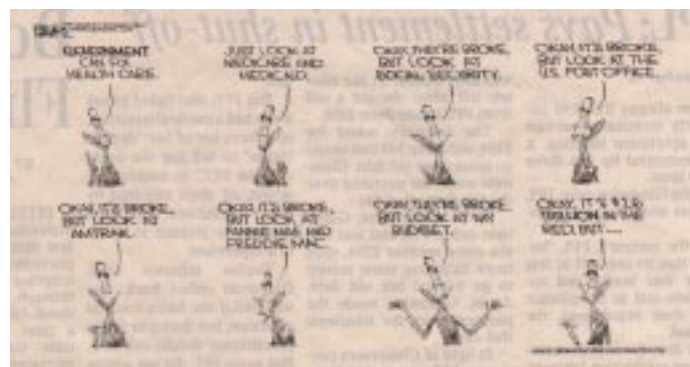 GOVERNMENT
CAN FIX
HEALTH CARE.
JUST LOOK AT
MEDICARE AND
MEDICAID.
OKAY, THEY'RE BROKE,
BUT LOOK AT
SOCIAL SECURITY.
OKAY, IT'S BROKE,
BUT LOOK AT THE
U.S. POST OFFICE.
OKAY, IT'S BROKE,
BUT LOOK AT
AMTRAK.
OKAY, IT'S BROKE,
BUT LOOK AT
FANNIE MAE AND
FREDDIE MAC.
OKAY, THEY'RE BROKE,
BUT LOOK AT MY
BUDGET.
OKAY, IT'S $1.8
TRILLION IN THE
RED, BUT ....